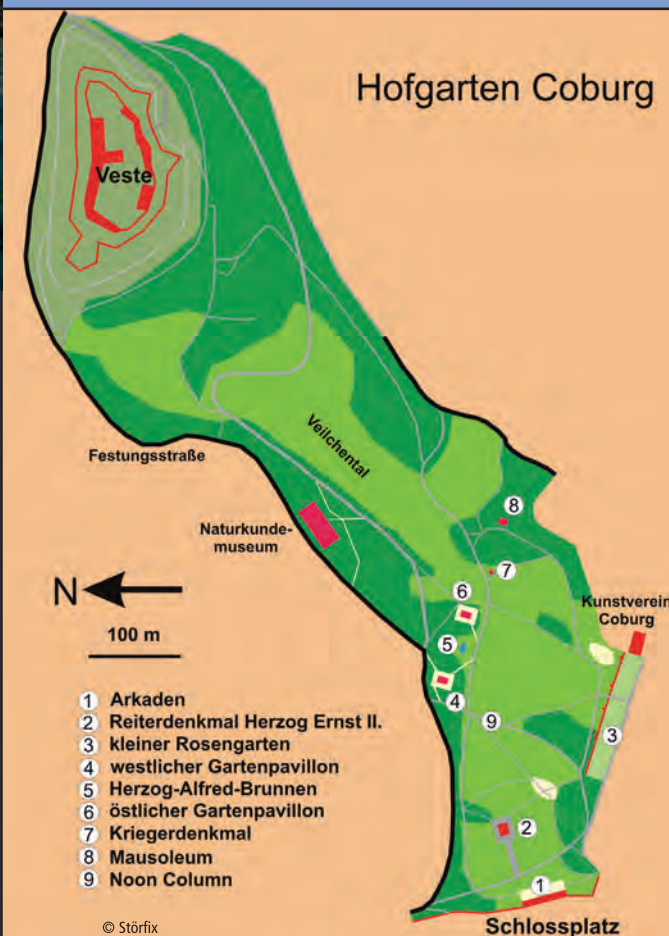 Hofgarten Coburg
Veste
Festungsstraße
Veilchental
Naturkunde-
museum
8
7
6
5
4
9
Kunstverein
Coburg
3
2
1
N
100 m
1 Arkaden
2 Reiterdenkmal Herzog Ernst II.
3 kleiner Rosengarten
4 westlicher Gartenpavillon
5 Herzog-Alfred-Brunnen
6 östlicher Gartenpavillon
7 Kriegerdenkmal
8 Mausoleum
9 Noon Column
© Störfix
Schlossplatz